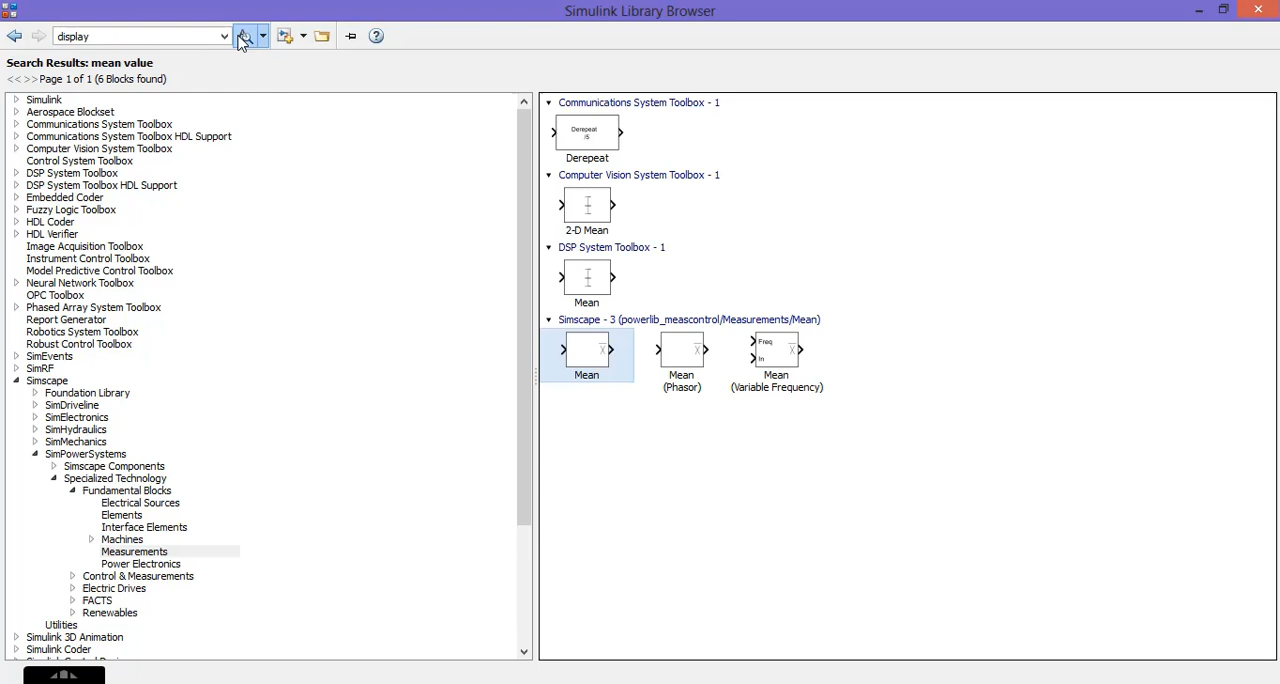 Simulink Library Browser
display
Search Results: mean value
<< >> Page 1 of 1 (6 Blocks found)
Simulink
Aerospace Blockset
Communications System Toolbox
Communications System Toolbox HDL Support
Computer Vision System Toolbox
Control System Toolbox
DSP System Toolbox
DSP System Toolbox HDL Support
Embedded Coder
Fuzzy Logic Toolbox
HDL Coder
HDL Verifier
Image Acquisition Toolbox
Instrument Control Toolbox
Model Predictive Control Toolbox
Neural Network Toolbox
OPC Toolbox
Phased Array System Toolbox
Report Generator
Robotics System Toolbox
Robust Control Toolbox
SimEvents
SimRF
Simscape
Foundation Library
SimDriveline
SimElectronics
SimHydraulics
SimMechanics
SimPowerSystems
Simscape Components
Specialized Technology
Fundamental Blocks
Electrical Sources
Elements
Interface Elements
Machines
Measurements
Power Electronics
Control & Measurements
Electric Drives
FACTS
Renewables
Utilities
Simulink 3D Animation
Simulink Coder
Communications System Toolbox - 1
Derepeat
/5
Derepeat
Computer Vision System Toolbox - 1
2-D Mean
DSP System Toolbox - 1
Mean
Simscape - 3 (powerlib_meascontrol/Measurements/Mean)
Mean
Mean
(Phasor)
Freq
In
Mean
(Variable Frequency)